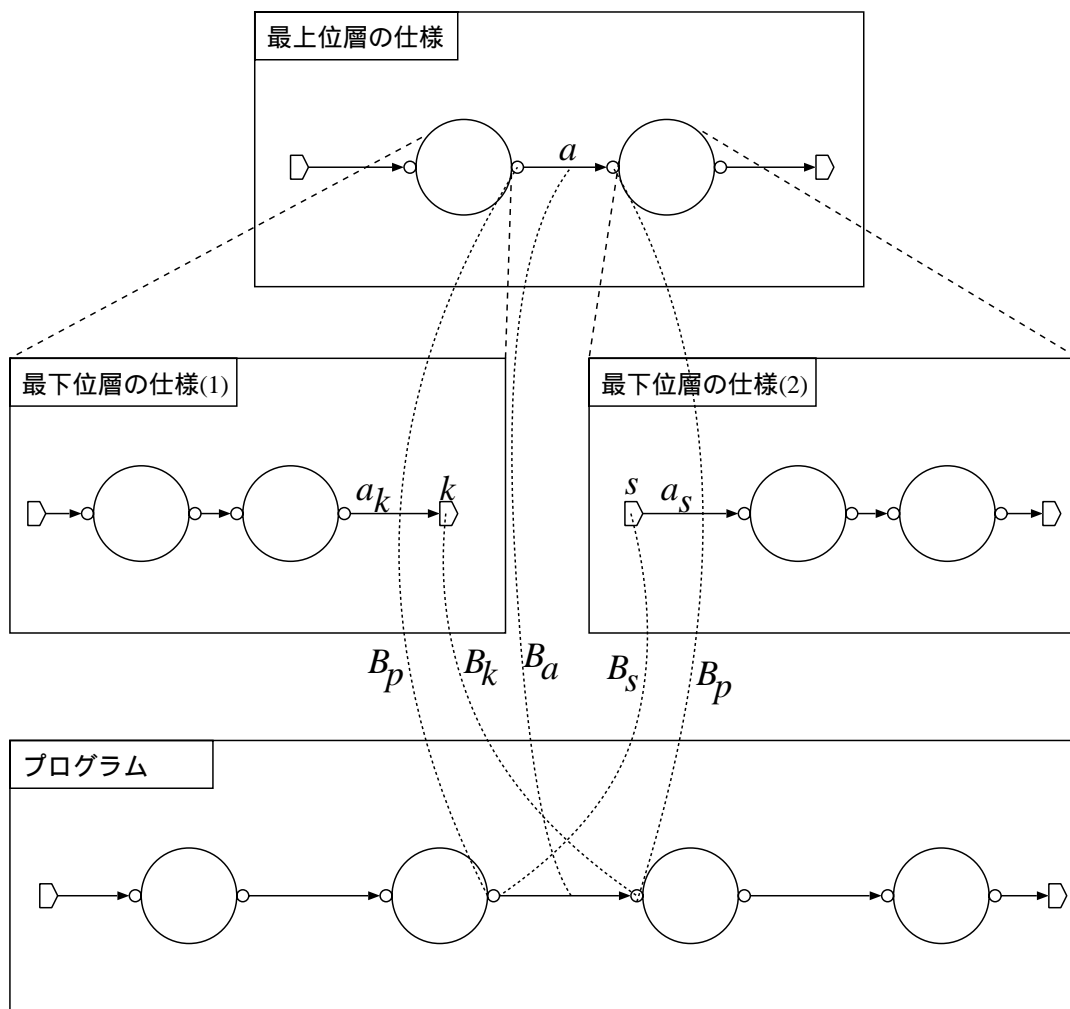 最上位層の仕様
a
最下位層の仕様(1)
最下位層の仕様(2)
a_k k
s a_s
B_p B_k B_a B_s B_p
プログラム